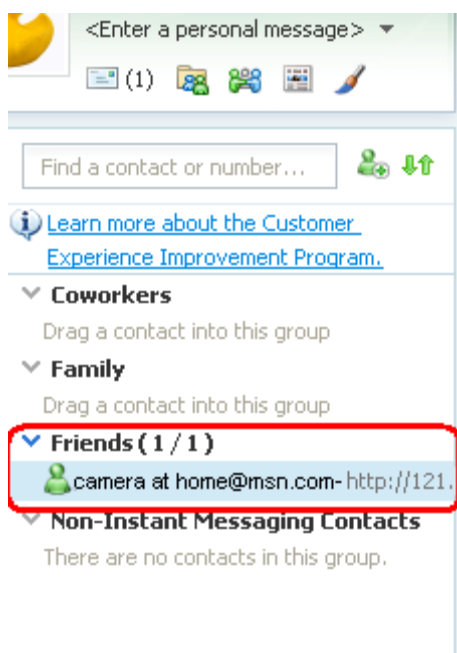 <Enter a personal message>
(1)
Find a contact or number...
Learn more about the Customer
Experience Improvement Program.
Coworkers
Drag a contact into this group
Family
Drag a contact into this group
Friends ( 1 / 1 )
camera at home@msn.com- http://121.
Non-Instant Messaging Contacts
There are no contacts in this group.